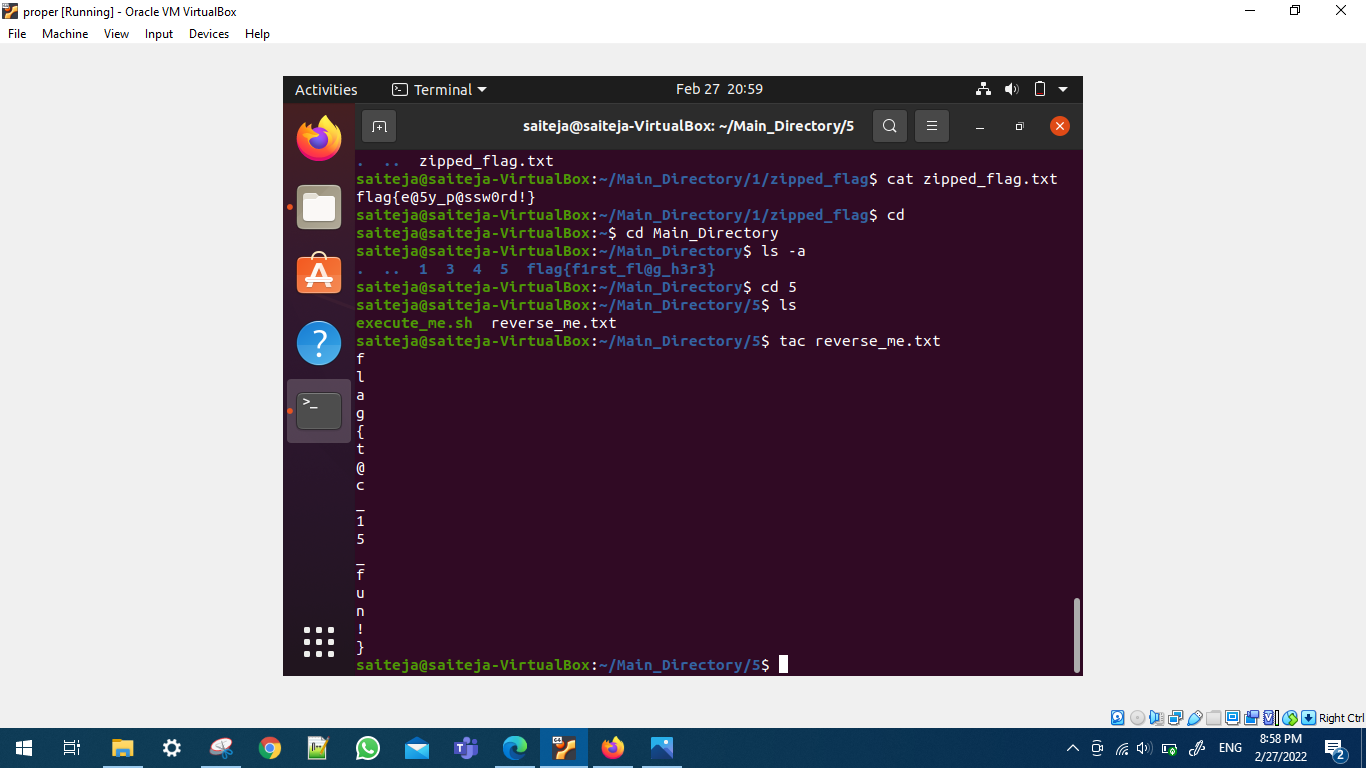 proper [Running] - Oracle VM VirtualBox
File Machine View Input Devices Help
Activities Terminal Feb 27 20:59
saiteja@saiteja-VirtualBox: ~/Main_Directory/5
. .. zipped_flag.txt
saiteja@saiteja-VirtualBox:~/Main_Directory/1/zipped_flag$ cat zipped_flag.txt
flag{e@5y_p@ssw0rd!}
saiteja@saiteja-VirtualBox:~/Main_Directory/1/zipped_flag$ cd
saiteja@saiteja-VirtualBox:~$ cd Main_Directory
saiteja@saiteja-VirtualBox:~/Main_Directory$ ls -a
. .. 1 3 4 5 flag{f1rst_fl@g_h3r3}
saiteja@saiteja-VirtualBox:~/Main_Directory$ cd 5
saiteja@saiteja-VirtualBox:~/Main_Directory/5$ ls
execute_me.sh reverse_me.txt
saiteja@saiteja-VirtualBox:~/Main_Directory/5$ tac reverse_me.txt
f
l
a
g
{
t
@
c
_
1
5
_
f
u
n
!
}
saiteja@saiteja-VirtualBox:~/Main_Directory/5$
Right Ctrl
ENG
8:58 PM
2/27/2022
2